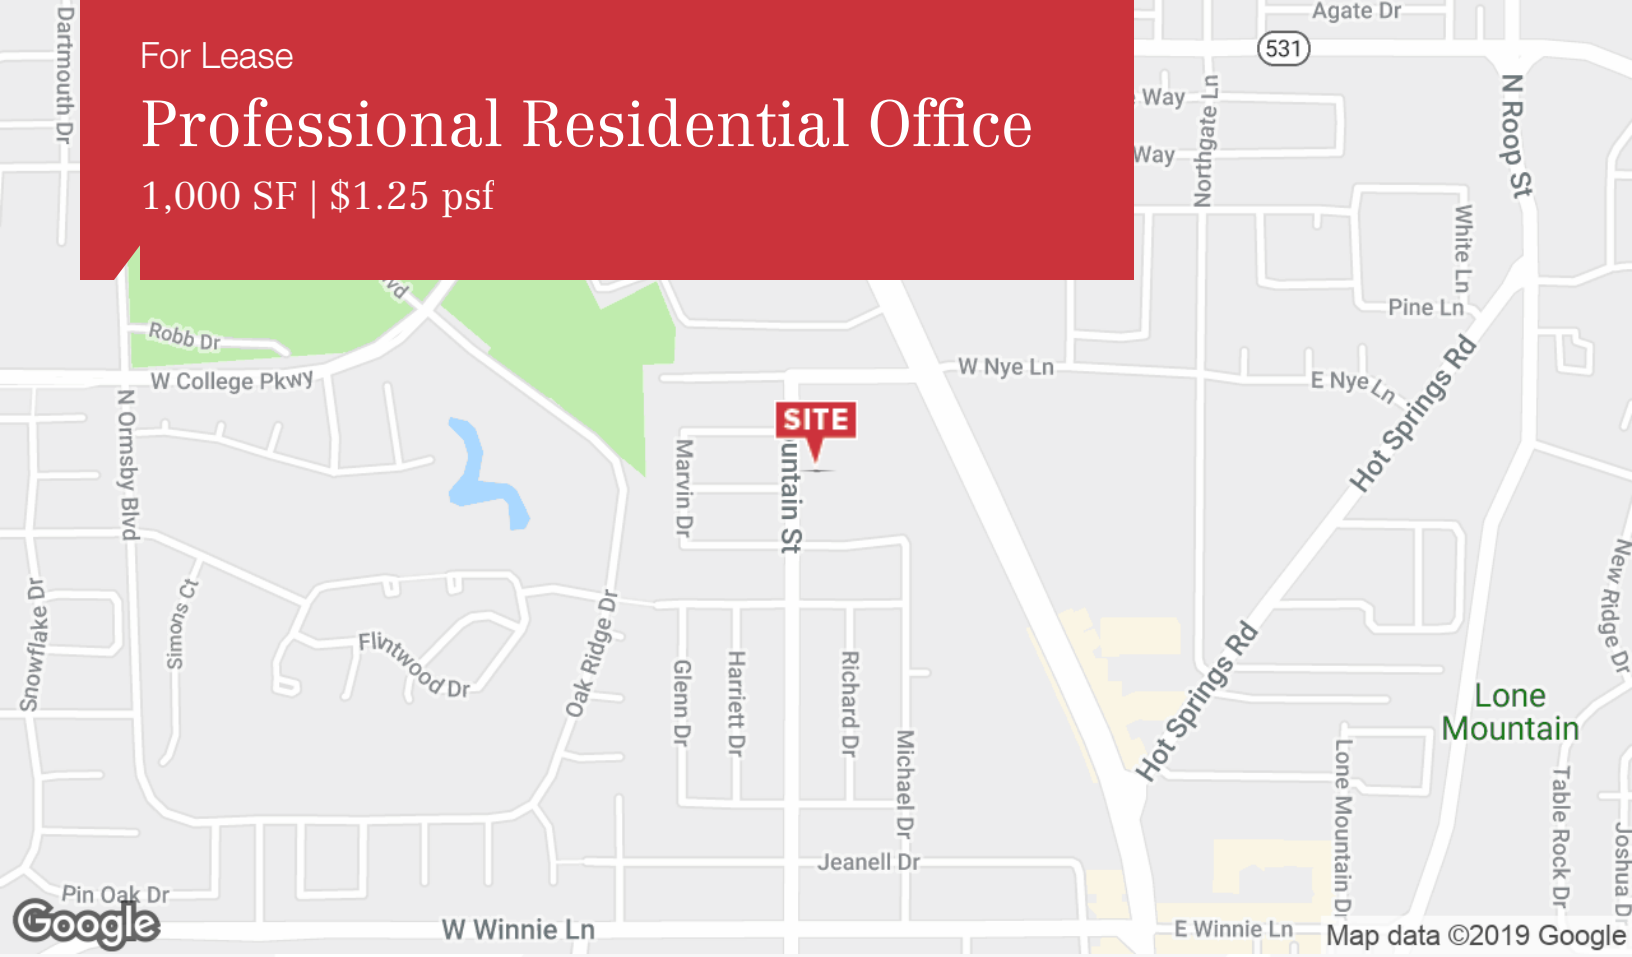 For Lease
Professional Residential Office
1,000 SF | $1.25 psf
Agate Dr
531
Dartmouth Dr
Way
Northgate Ln
N Roop St
Way
White Ln
Pine Ln
Robb Dr
W College Pkwy
W Nye Ln
E Nye Ln
Hot Springs Rd
N Ormsby Blvd
SITE
Marvin Dr
untain St
Snowflake Dr
Simons Ct
Flintwood Dr
Oak Ridge Dr
Glenn Dr
Harriett Dr
Richard Dr
Michael Dr
Hot Springs Rd
New Ridge Dr
Lone
Mountain
Lone Mountain Dr
Table Rock Dr
Joshua D
Jeanell Dr
Pin Oak Dr
Google
W Winnie Ln
E Winnie Ln
Map data ©2019 Google